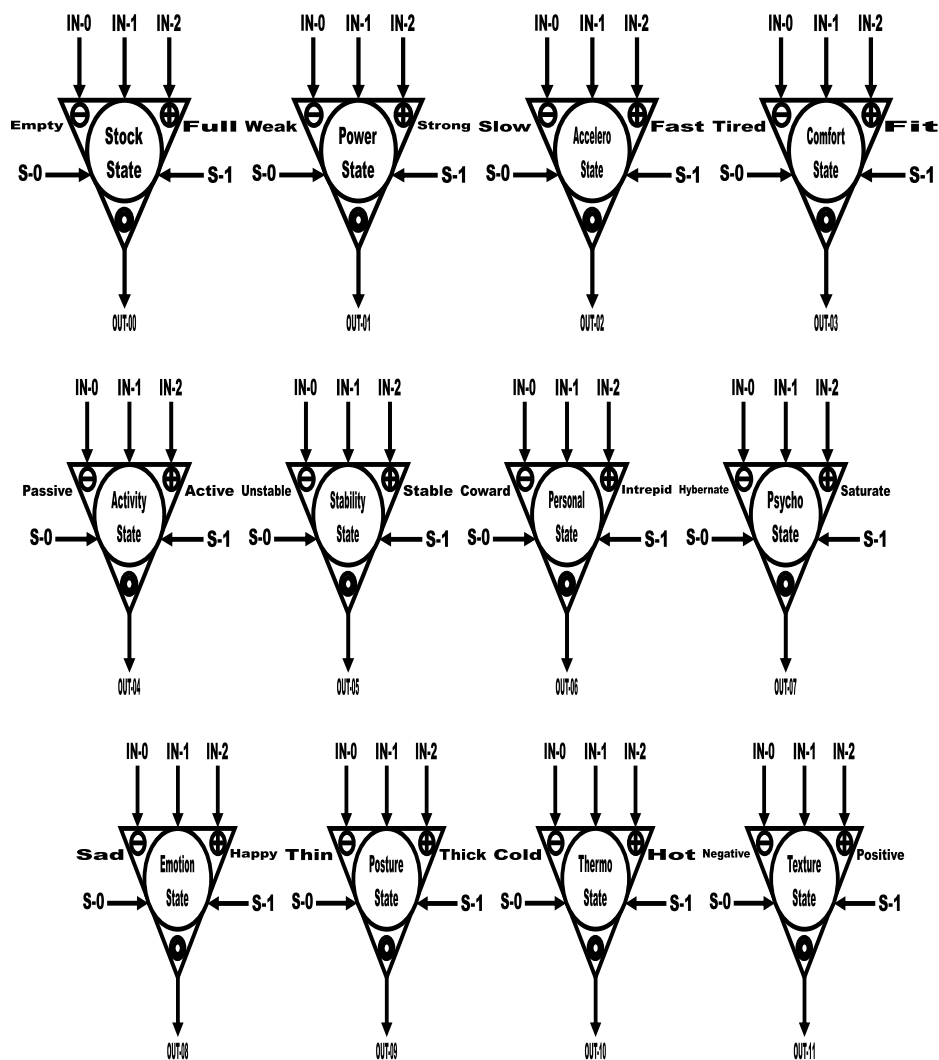 IN-0 IN-1 IN-2 IN-0 IN-1 IN-2 IN-0 IN-1 IN-2 IN-0 IN-1 IN-2
Empty Stock Full Weak Power Strong Slow Accelero Fast Tired Comfort Fit
State State State State
S-0 S-1 S-0 S-1 S-0 S-1 S-0 S-1
OUT-00 OUT-01 OUT-02 OUT-03
IN-0 IN-1 IN-2 IN-0 IN-1 IN-2 IN-0 IN-1 IN-2 IN-0 IN-1 IN-2
Passive Activity Active Unstable Stability Stable Coward Personal Intrepid Hybernate Psycho Saturate
State State State State
S-0 S-1 S-0 S-1 S-0 S-1 S-0 S-1
OUT-04 OUT-05 OUT-06 OUT-07
IN-0 IN-1 IN-2 IN-0 IN-1 IN-2 IN-0 IN-1 IN-2 IN-0 IN-1 IN-2
Sad Emotion Happy Thin Posture Thick Cold Thermo Hot Negative Texture Positive
State State State State
S-0 S-1 S-0 S-1 S-0 S-1 S-0 S-1
OUT-08 OUT-09 OUT-10 OUT-11